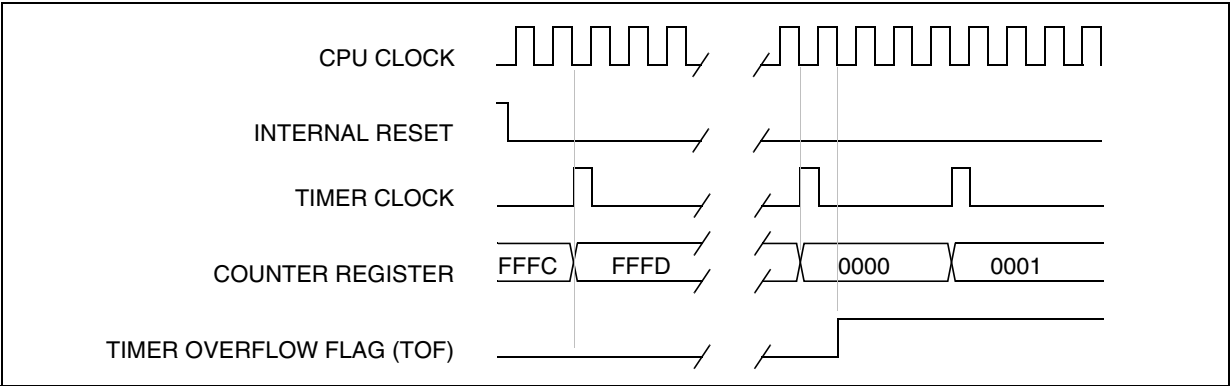 CPU CLOCK
INTERNAL RESET
TIMER CLOCK
COUNTER REGISTER FFFC FFFD 0000 0001
TIMER OVERFLOW FLAG (TOF)